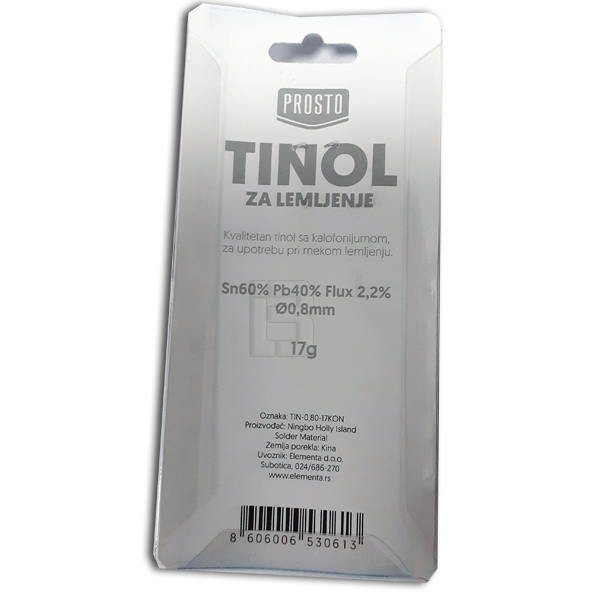 PROSTO
TINOL
ZA LEMLJENJE
Kvalitetan tinol sa kalofonijumom,
za upotrebu pri mekom lemljenju.
Sn60% Pb40% Flux 2,2%
Ø0,8mm
17g
Oznaka: TIN-0,80-17KON
Proizvođač: Ningbo Holly Island
Solder Material
Zemlja porekla: Kina
Uvoznik: Elementa d.o.o.
Subotica, 024/686-270
www.elementa.rs
8 606006 530613